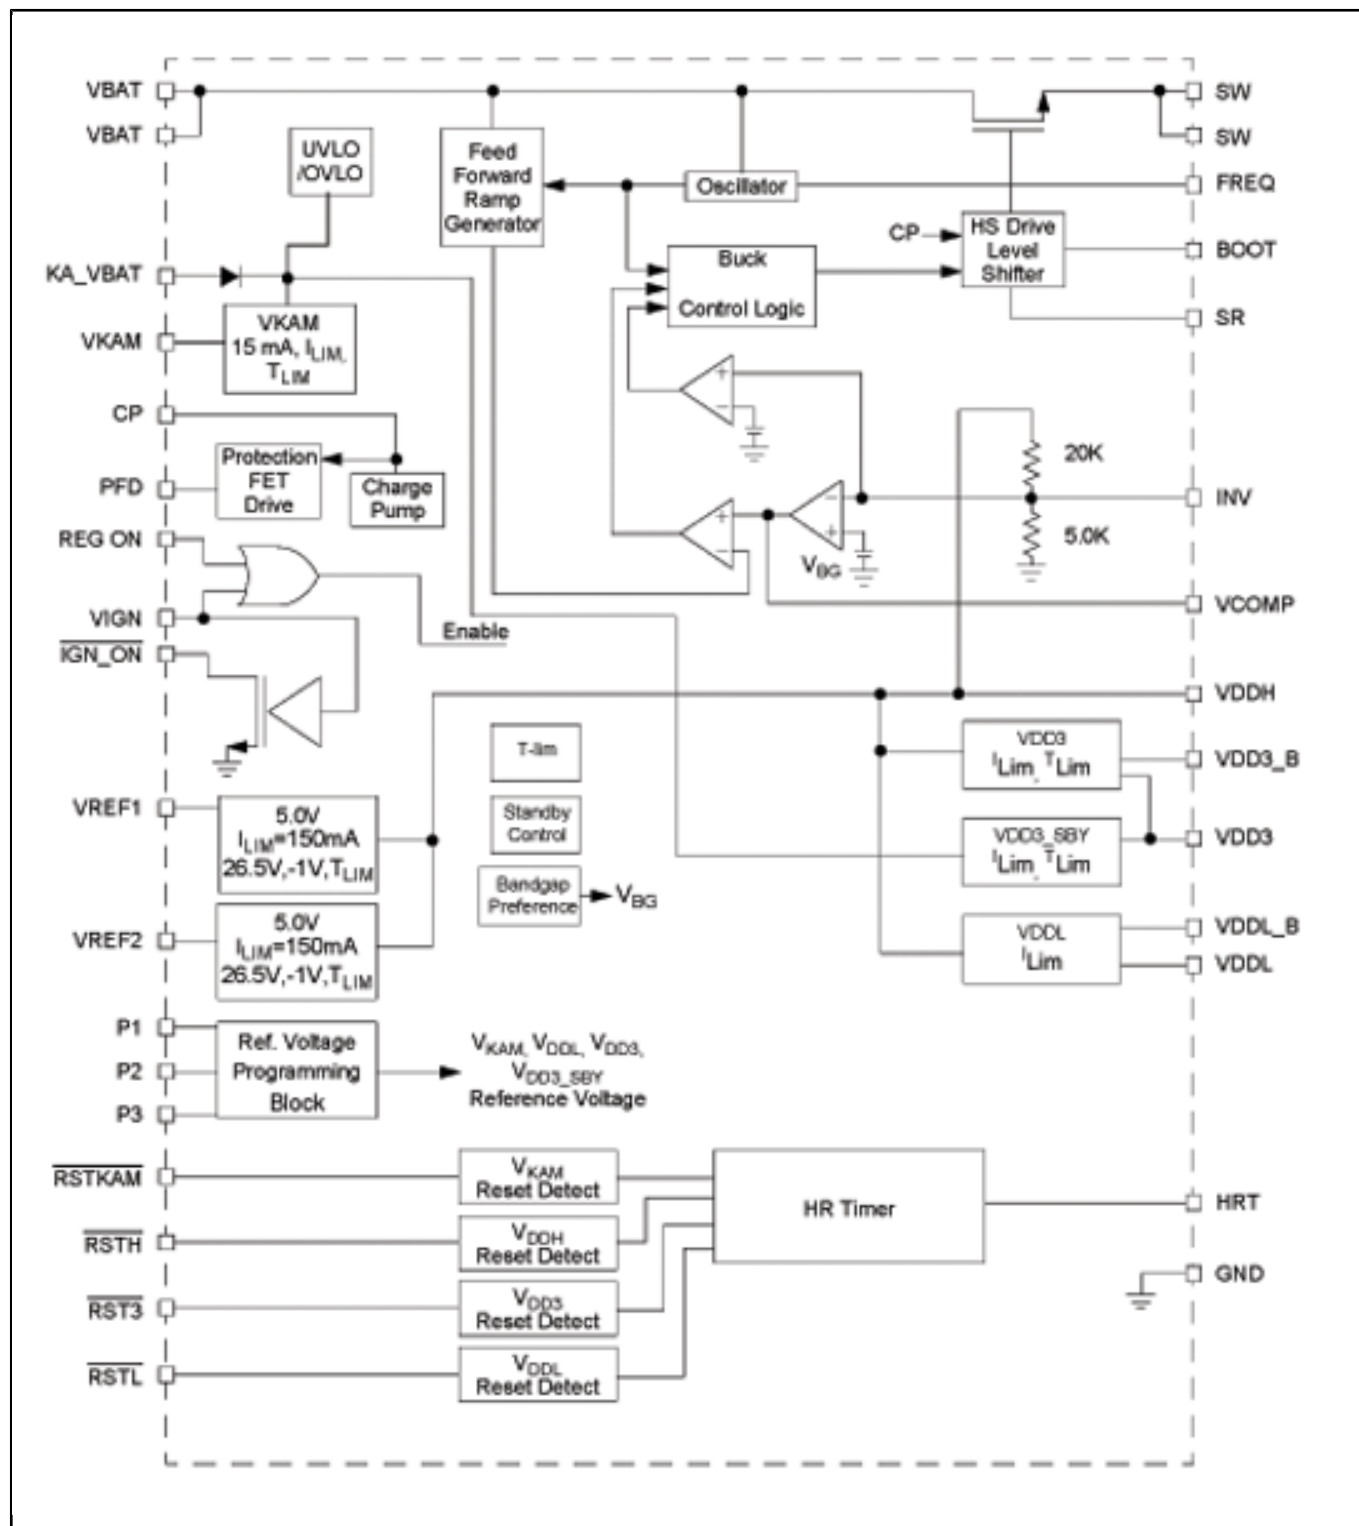 VBAT
SW
VBAT
SW
UVLO
/OVLO
Feed
Forward
Ramp
Generator
Oscillator
FREQ
CP
HS Drive
Level
Shifter
BOOT
Buck
Control Logic
KA_VBAT
SR
VKAM
VKAM
15 mA, ILIM,
TLIM
+
−
CP
20K
Protection
FET
Drive
Charge
Pump
PFD
INV
−
+
+
−
5.0K
VBG
REG ON
VIGN
VCOMP
Enable
IGN_ON
VDDH
T-lim
VDD3
ILim, TLim
VDD3_B
VREF1
5.0V
ILIM=150mA
26.5V,-1V,TLIM
Standby
Control
VDD3_SBY
ILim, TLim
VDD3
Bandgap
Preference
VBG
VREF2
5.0V
ILIM=150mA
26.5V,-1V,TLIM
VDDL
ILim
VDDL_B
VDDL
P1
P2
P3
Ref. Voltage
Programming
Block
VKAM, VDDL, VDD3,
VDD3_SBY
Reference Voltage
RSTKAM
VKAM
Reset Detect
HR Timer
HRT
RSTH
VDDH
Reset Detect
GND
RST3
VDD3
Reset Detect
RSTL
VDDL
Reset Detect